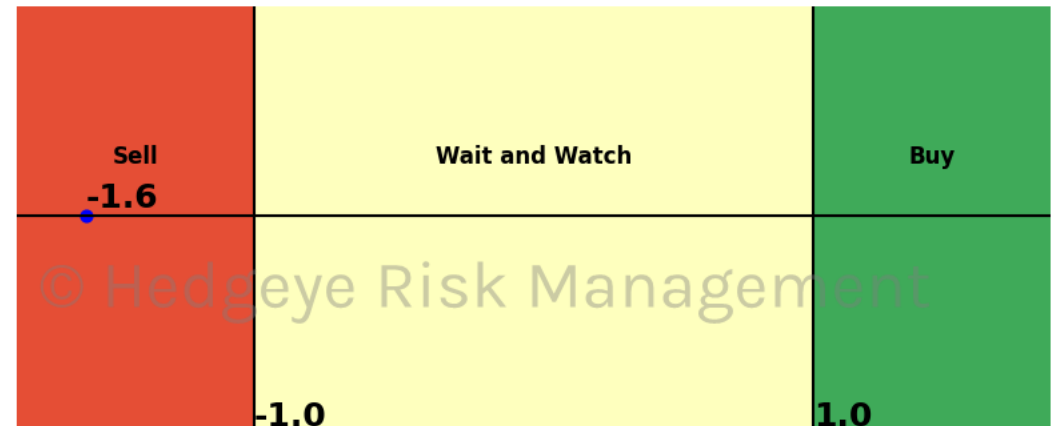 Sell
Wait and Watch
Buy
-1.6
© Hedgeye Risk Management
-1.0
1.0